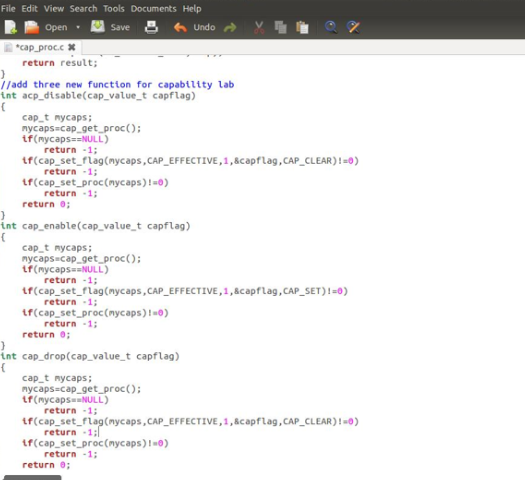 File Edit View Search Tools Documents Help
Open Save Undo
*cap_proc.c
return result;
}
//add three new function for capability lab
int acp_disable(cap_value_t capflag)
{
cap_t mycaps;
mycaps=cap_get_proc();
if(mycaps==NULL)
return -1;
if(cap_set_flag(mycaps,CAP_EFFECTIVE,1,&capflag,CAP_CLEAR)!=0)
return -1;
if(cap_set_proc(mycaps)!=0)
return -1;
return 0;
}
int cap_enable(cap_value_t capflag)
{
cap_t mycaps;
mycaps=cap_get_proc();
if(mycaps==NULL)
return -1;
if(cap_set_flag(mycaps,CAP_EFFECTIVE,1,&capflag,CAP_SET)!=0)
return -1;
if(cap_set_proc(mycaps)!=0)
return -1;
return 0;
}
int cap_drop(cap_value_t capflag)
{
cap_t mycaps;
mycaps=cap_get_proc();
if(mycaps==NULL)
return -1;
if(cap_set_flag(mycaps,CAP_EFFECTIVE,1,&capflag,CAP_CLEAR)!=0)
return -1;
if(cap_set_proc(mycaps)!=0)
return -1;
return 0;